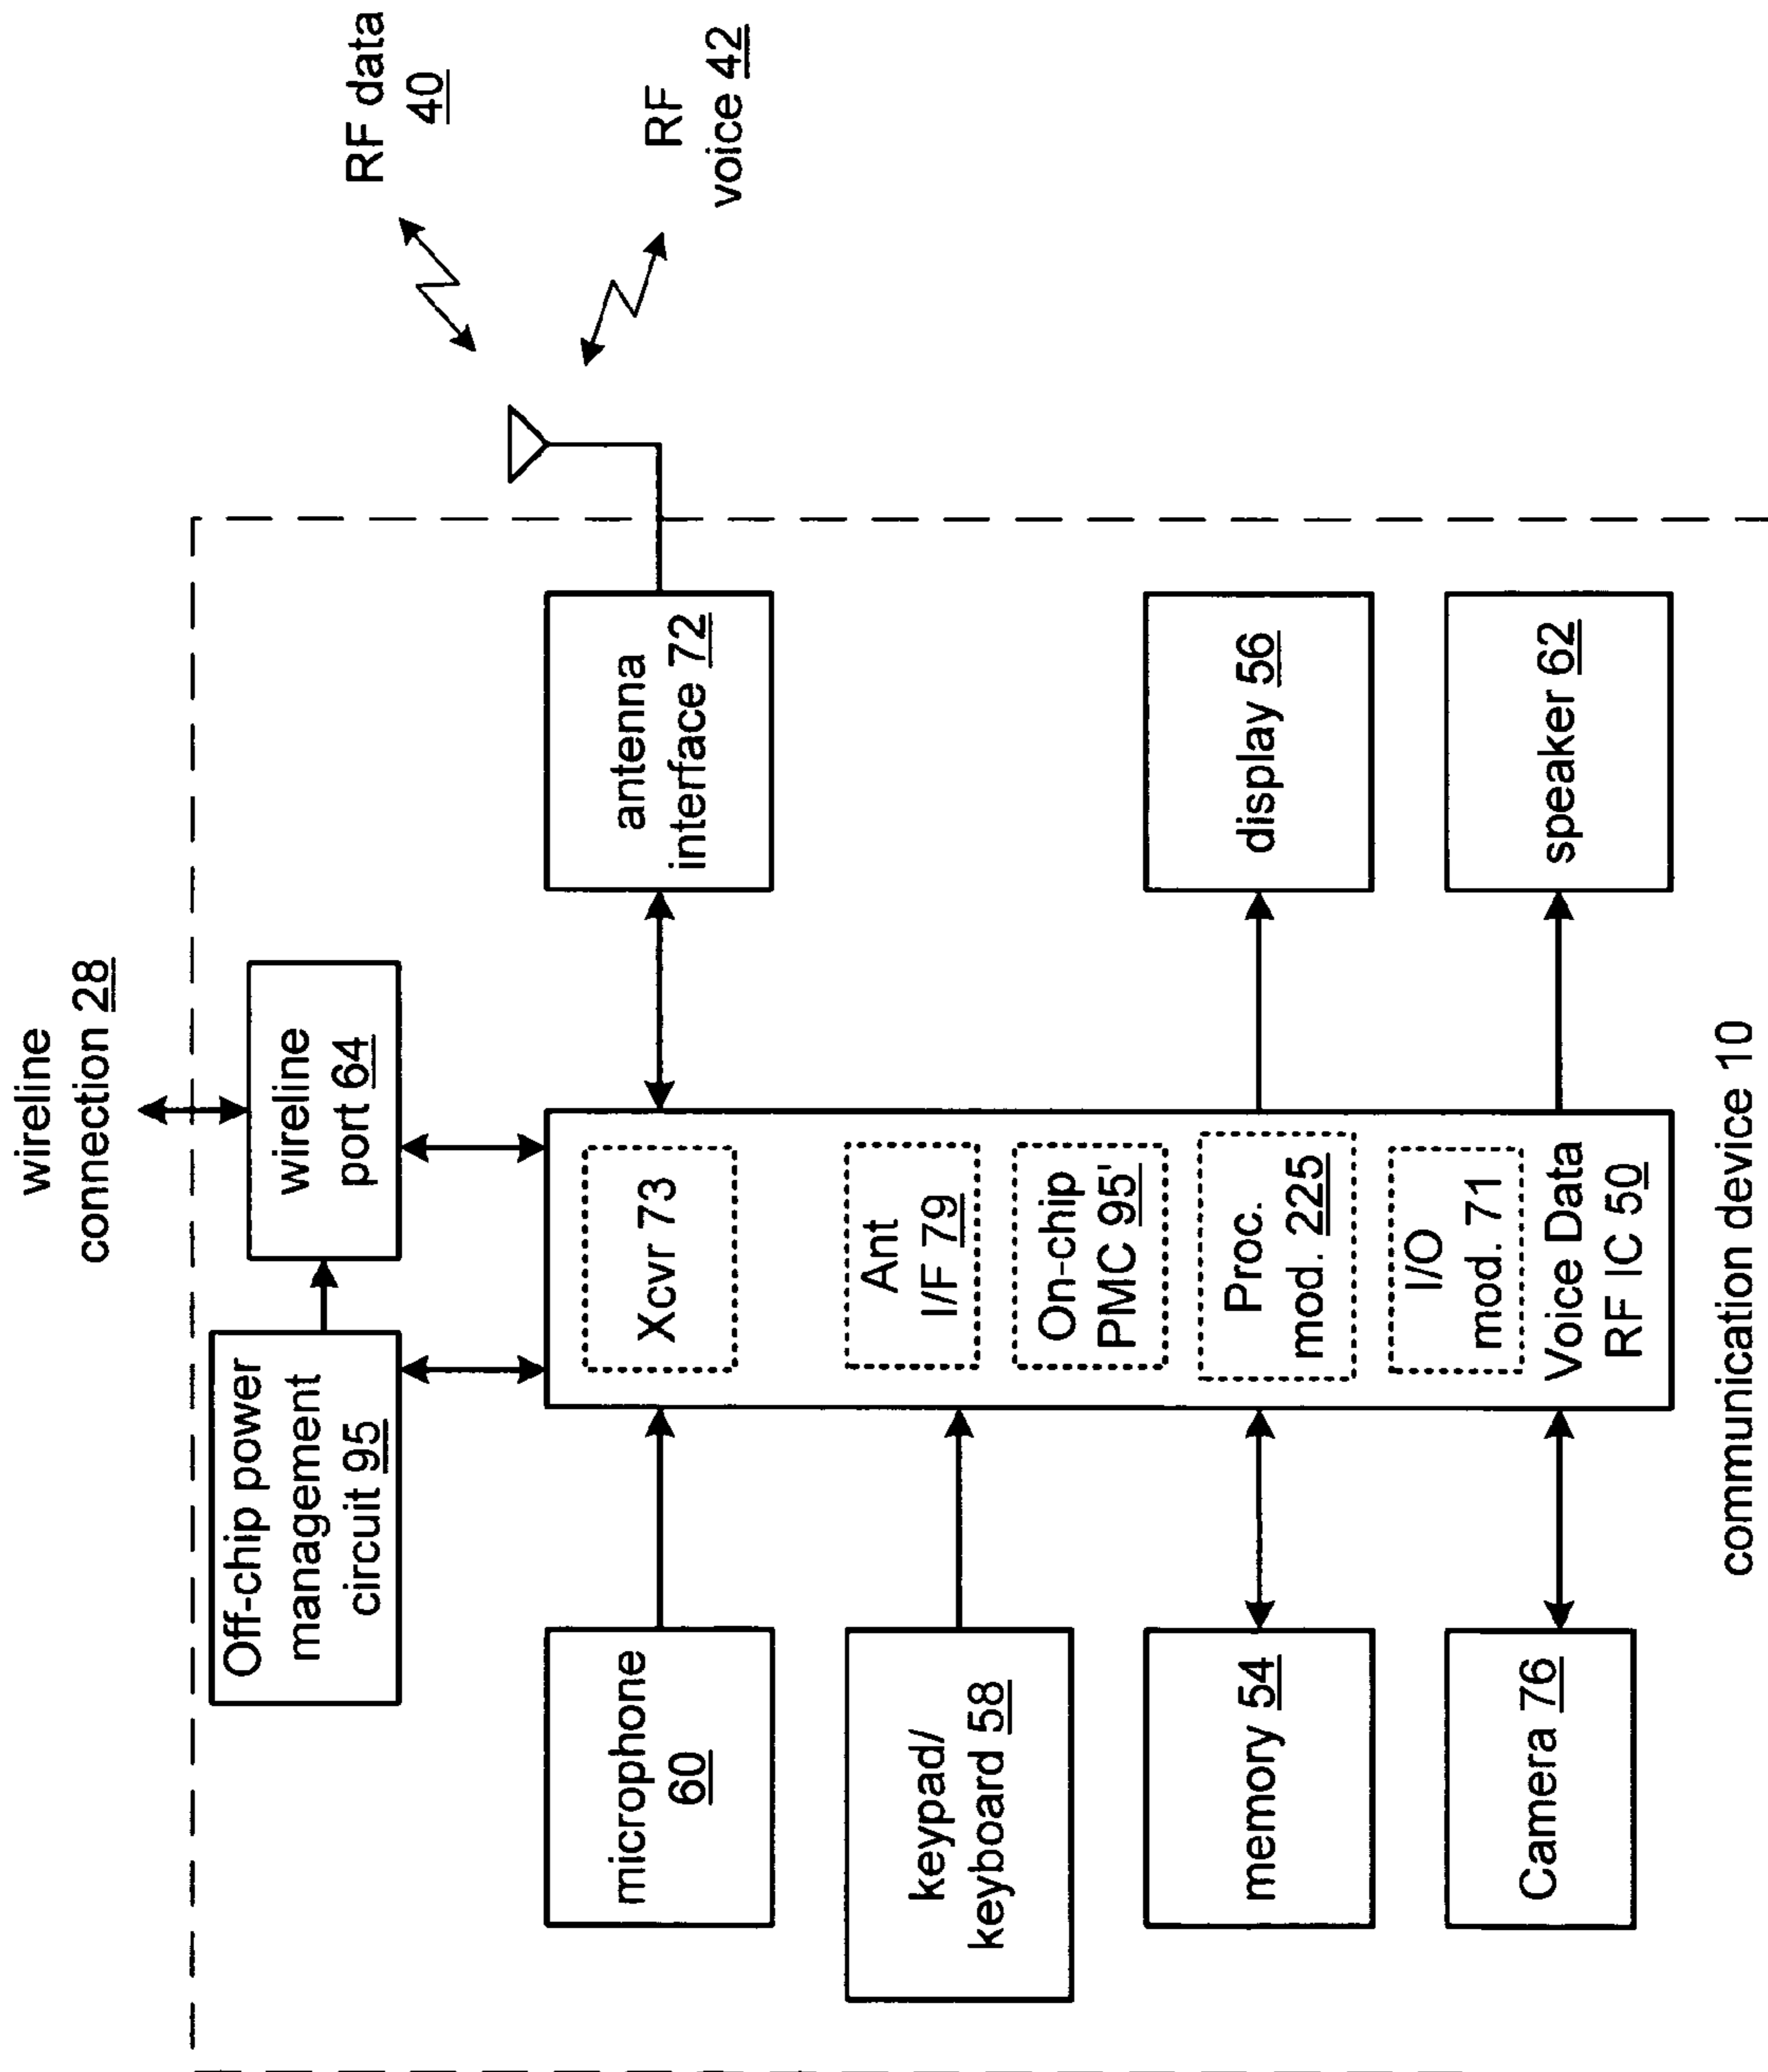 wireline
connection 28
RF data
40
RF
voice 42
Off-chip power
management
circuit 95
wireline
port 64
microphone
60
Xcvr 73
antenna
interface 72
keypad/
keyboard 58
Ant
I/F 79
On-chip
PMC 95'
memory 54
Proc.
mod. 225
display 56
Camera 76
I/O
mod. 71
Voice Data
RF IC 50
speaker 62
communication device 10